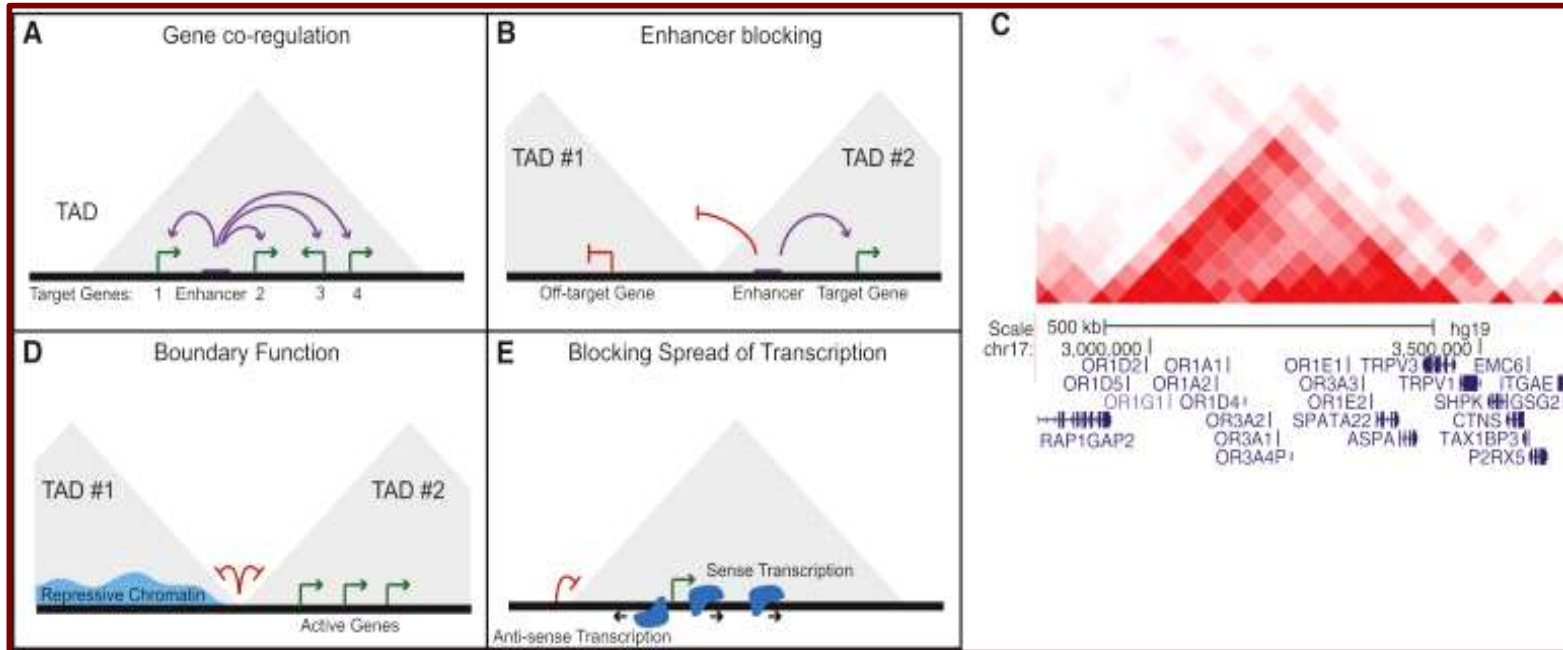 A
Gene co-regulation
TAD
Target Genes: 1 Enhancer 2 3 4
B
Enhancer blocking
TAD #1
TAD #2
Off-target Gene
Enhancer
Target Gene
C
Scale 500 kb hg19
chr17: 3,000,000 3,500,000
OR1D2 OR1A1 OR1E1 TRPV3 EMC6
OR1D5 OR1A2 OR3A3 TRPV1 ITGAE
OR1G1 OR1D4 OR1E2 SHPK GSG2
OR3A2 SPATA22 CTNS
RAP1GAP2 OR3A1 ASPA TAX1BP3
OR3A4P P2RX5
D
Boundary Function
TAD #1
TAD #2
Repressive Chromatin
Active Genes
E
Blocking Spread of Transcription
Sense Transcription
Anti-sense Transcription